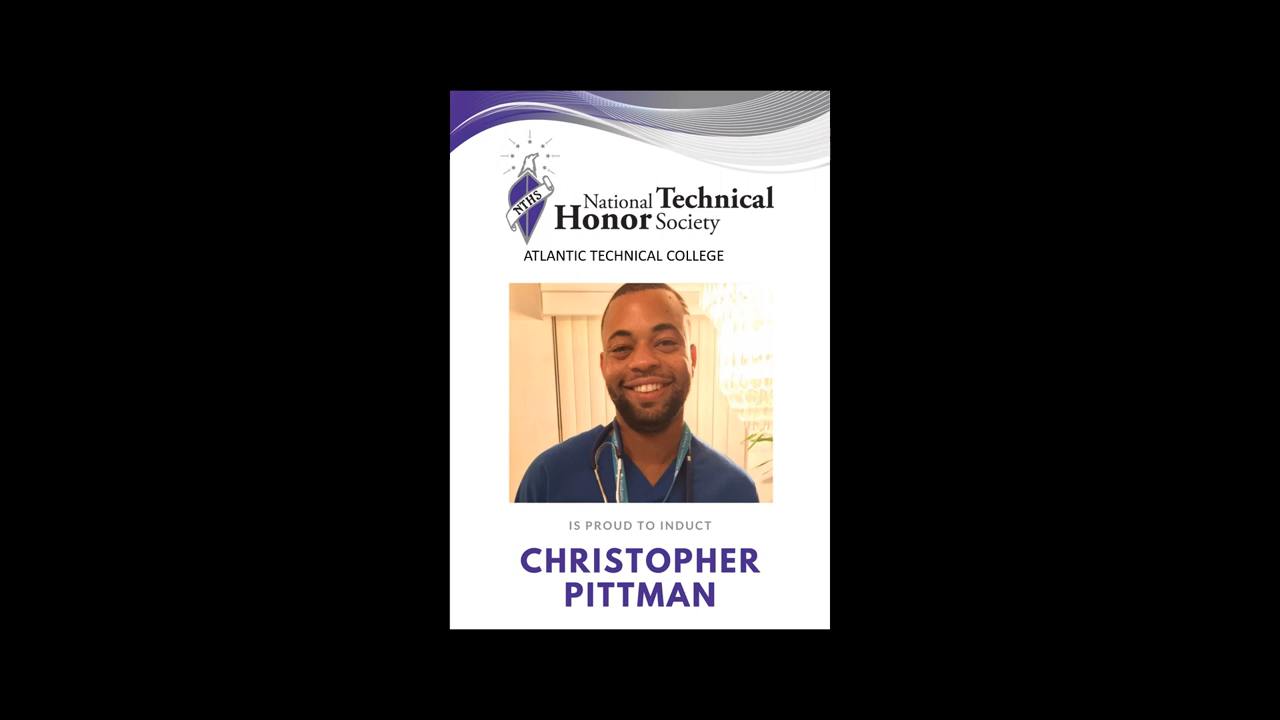 NTHS
National Technical
Honor Society
ATLANTIC TECHNICAL COLLEGE
IS PROUD TO INDUCT
CHRISTOPHER
PITTMAN